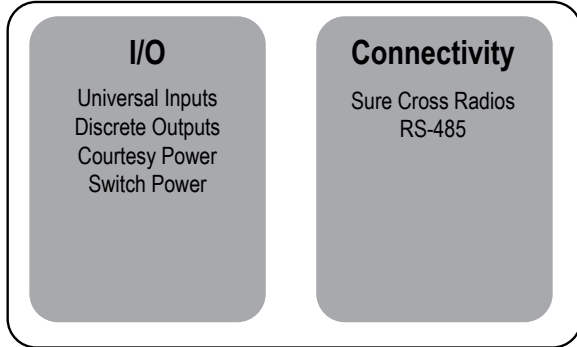 I/O
Universal Inputs
Discrete Outputs
Courtesy Power
Switch Power
Connectivity
Sure Cross Radios
RS-485